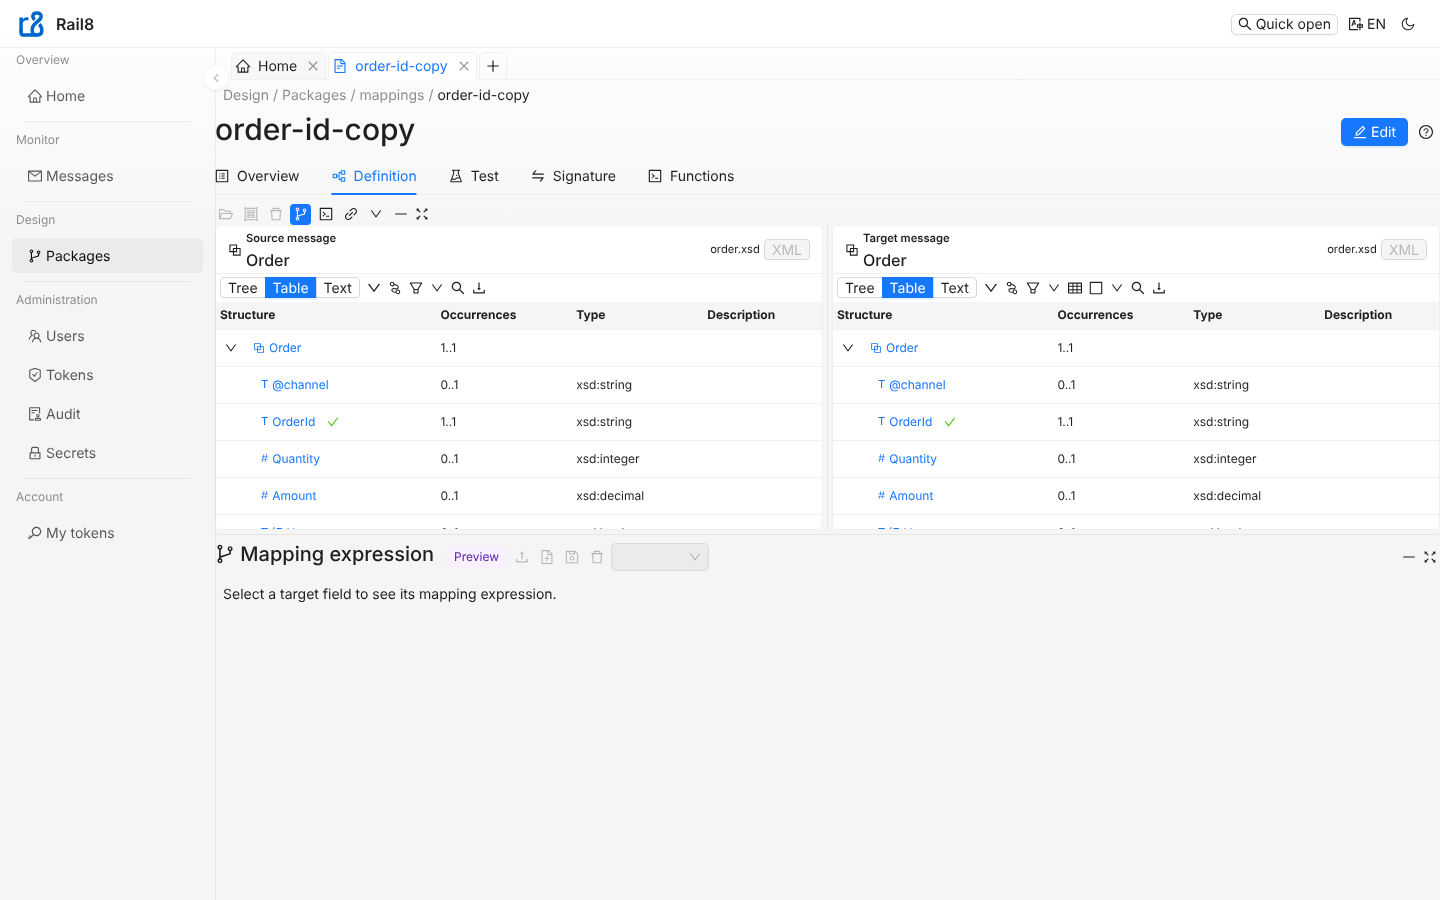 Rail8
Quick open
EN
Overview
Home
Monitor
Messages
Design
Packages
Administration
Users
Tokens
Audit
Secrets
Account
My tokens
Home
order-id-copy
Design / Packages / mappings / order-id-copy
order-id-copy
Edit
Overview
Definition
Test
Signature
Functions
Source message
Order
order.xsd
XML
Tree
Table
Text
Structure Occurrences Type Description
Order 1..1
T @channel 0..1 xsd:string
T OrderId 1..1 xsd:string
# Quantity 0..1 xsd:integer
# Amount 0..1 xsd:decimal
Target message
Order
order.xsd
XML
Tree
Table
Text
Structure Occurrences Type Description
Order 1..1
T @channel 0..1 xsd:string
T OrderId 1..1 xsd:string
# Quantity 0..1 xsd:integer
# Amount 0..1 xsd:decimal
Mapping expression
Preview
Select a target field to see its mapping expression.